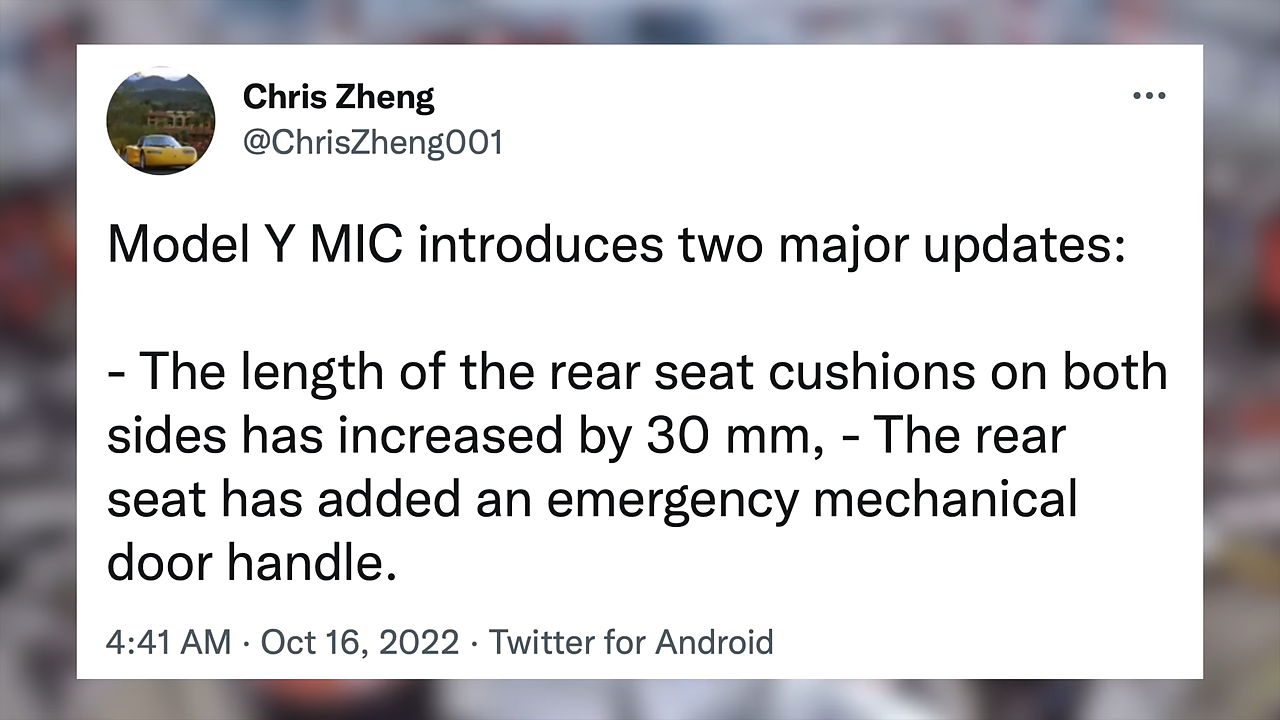 Chris Zheng
@ChrisZheng001
Model Y MIC introduces two major updates:
- The length of the rear seat cushions on both
sides has increased by 30 mm, - The rear
seat has added an emergency mechanical
door handle.
4:41 AM · Oct 16, 2022 · Twitter for Android